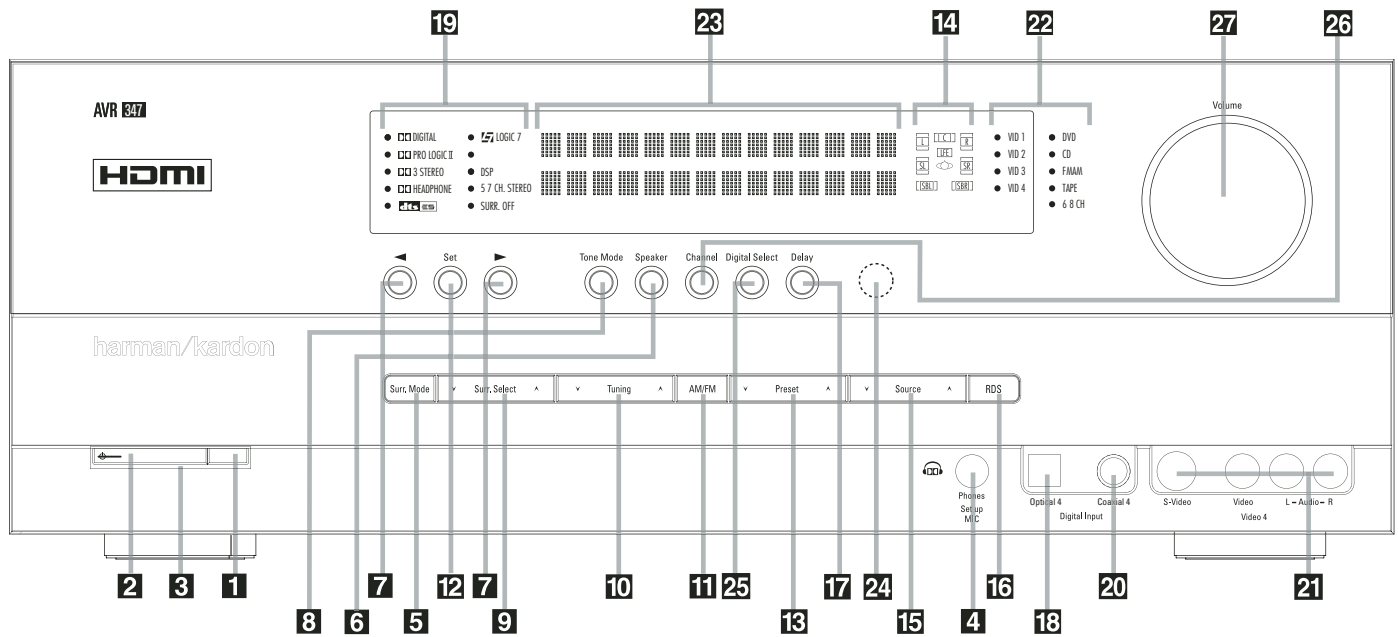 19 23 14 22 27 26
AVR 347
Volume
HDMI
DIGITAL
LOGIC 7
PRO LOGIC II
3 STEREO
DSP
HEADPHONE
5 7 CH. STEREO
dts ES
SURR. OFF
L C R
LFE
SL SR
SBL SBR
VID 1 DVD
VID 2 CD
VID 3 FMAM
VID 4 TAPE
6 8 CH
Set
Tone Mode Speaker Channel Digital Select Delay
harman/kardon
Surr. Mode Surr. Select Tuning AM/FM Preset Source RDS
Phones
Set up
MIC
Optical 4 Coaxial 4
Digital Input
S-Video Video L – Audio – R
Video 4
2 3 1 7 12 7 10 11 25 17 24 16 20 21
8 6 5 9 13 15 4 18